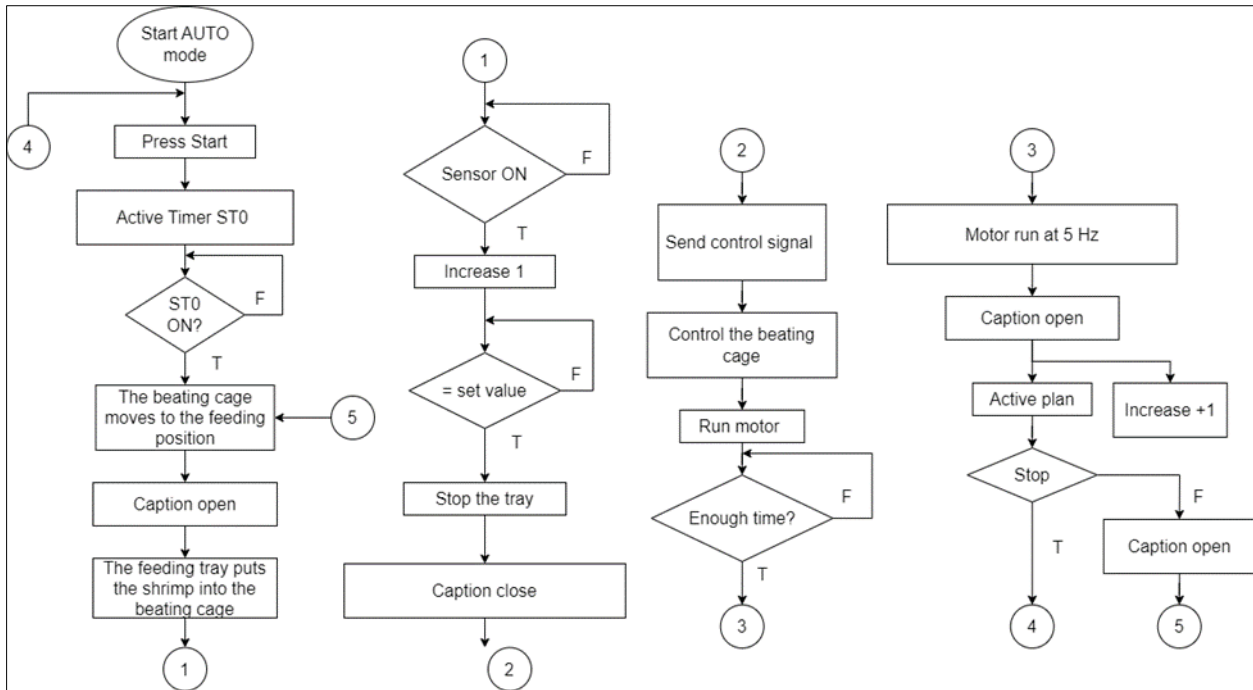 Start AUTO
mode
4
Press Start
Active Timer ST0
ST0
ON?
F
T
The beating cage
moves to the feeding
position
5
Caption open
The feeding tray puts
the shrimp into the
beating cage
1
1
Sensor ON
F
T
Increase 1
= set value
F
T
Stop the tray
Caption close
2
2
Send control signal
Control the beating
cage
Run motor
Enough time?
F
T
3
3
Motor run at 5 Hz
Caption open
Active plan
Increase +1
Stop
F
T
Caption open
4
5